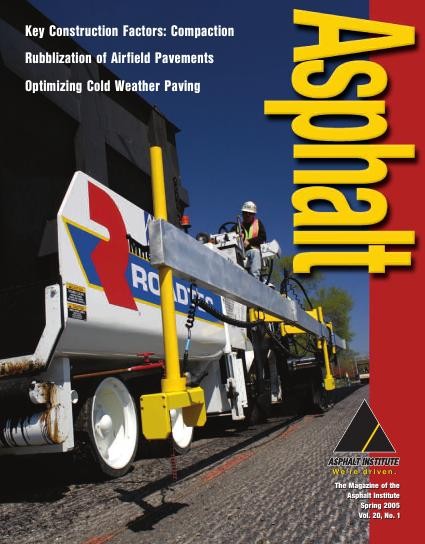 Key Construction Factors: Compaction
Rubblization of Airfield Pavements
Optimizing Cold Weather Paving
Asphalt
ROADTEC
ASPHALT INSTITUTE
We're driven.
The Magazine of the
Asphalt Institute
Spring 2005
Vol. 20, No. 1